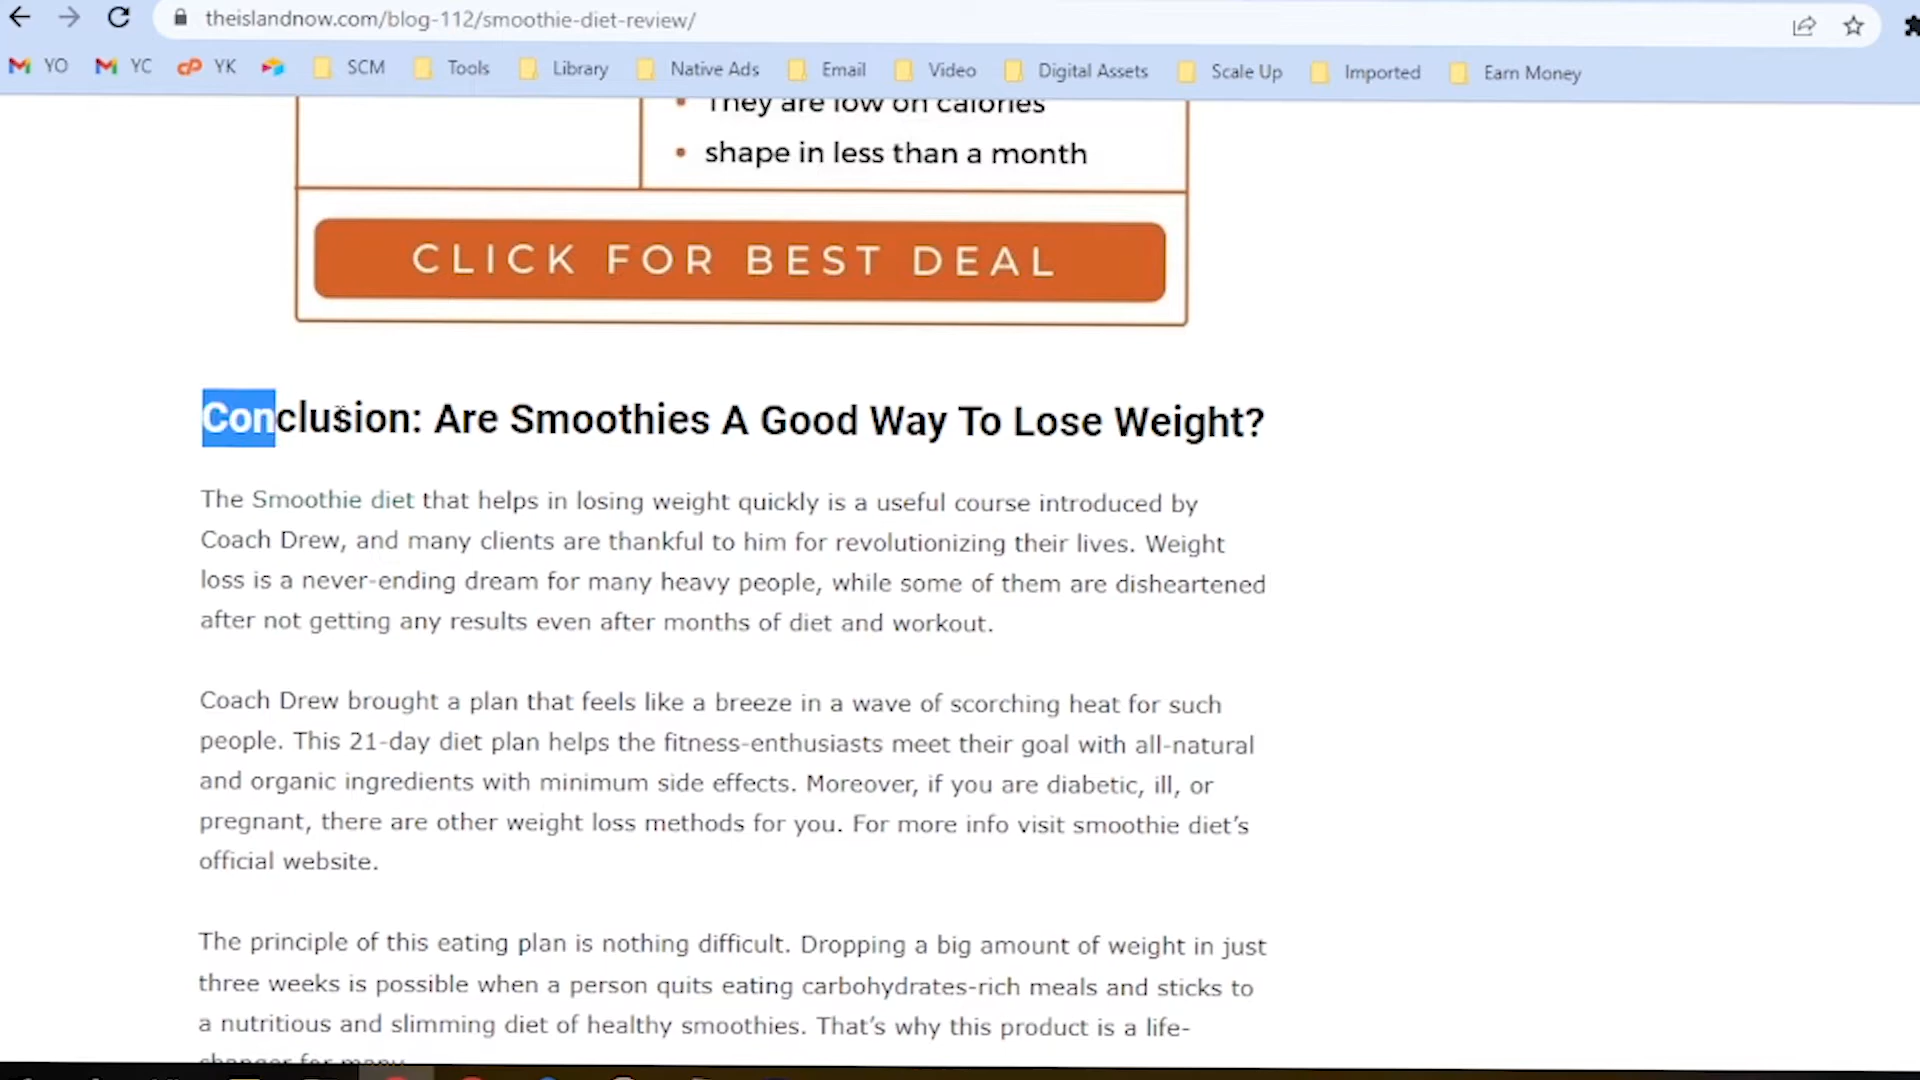 theislandnow.com/blog-112/smoothie-diet-review/
YO YC YK SCM Tools Library Native Ads Email Video Digital Assets Scale Up Imported Earn Money
They are low on calories
shape in less than a month
CLICK FOR BEST DEAL
Conclusion: Are Smoothies A Good Way To Lose Weight?
The Smoothie diet that helps in losing weight quickly is a useful course introduced by
Coach Drew, and many clients are thankful to him for revolutionizing their lives. Weight
loss is a never-ending dream for many heavy people, while some of them are disheartened
after not getting any results even after months of diet and workout.
Coach Drew brought a plan that feels like a breeze in a wave of scorching heat for such
people. This 21-day diet plan helps the fitness-enthusiasts meet their goal with all-natural
and organic ingredients with minimum side effects. Moreover, if you are diabetic, ill, or
pregnant, there are other weight loss methods for you. For more info visit smoothie diet's
official website.
The principle of this eating plan is nothing difficult. Dropping a big amount of weight in just
three weeks is possible when a person quits eating carbohydrates-rich meals and sticks to
a nutritious and slimming diet of healthy smoothies. That's why this product is a life-
changer for many